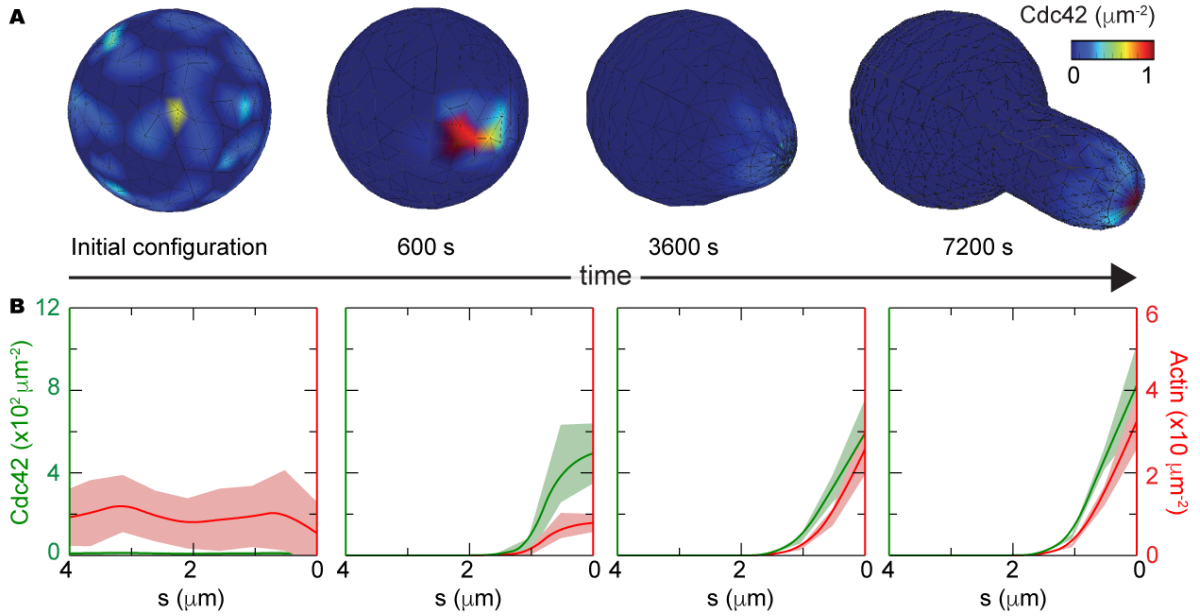 A
Cdc42 (μm⁻²)
0 1
Initial configuration 600 s 3600 s 7200 s
time
B
12 6
8 4
4 2
0 0
Cdc42 (x10² μm⁻²)
Actin (x10 μm⁻²)
4 2 0 4 2 0 4 2 0 4 2 0
s (μm) s (μm) s (μm) s (μm)